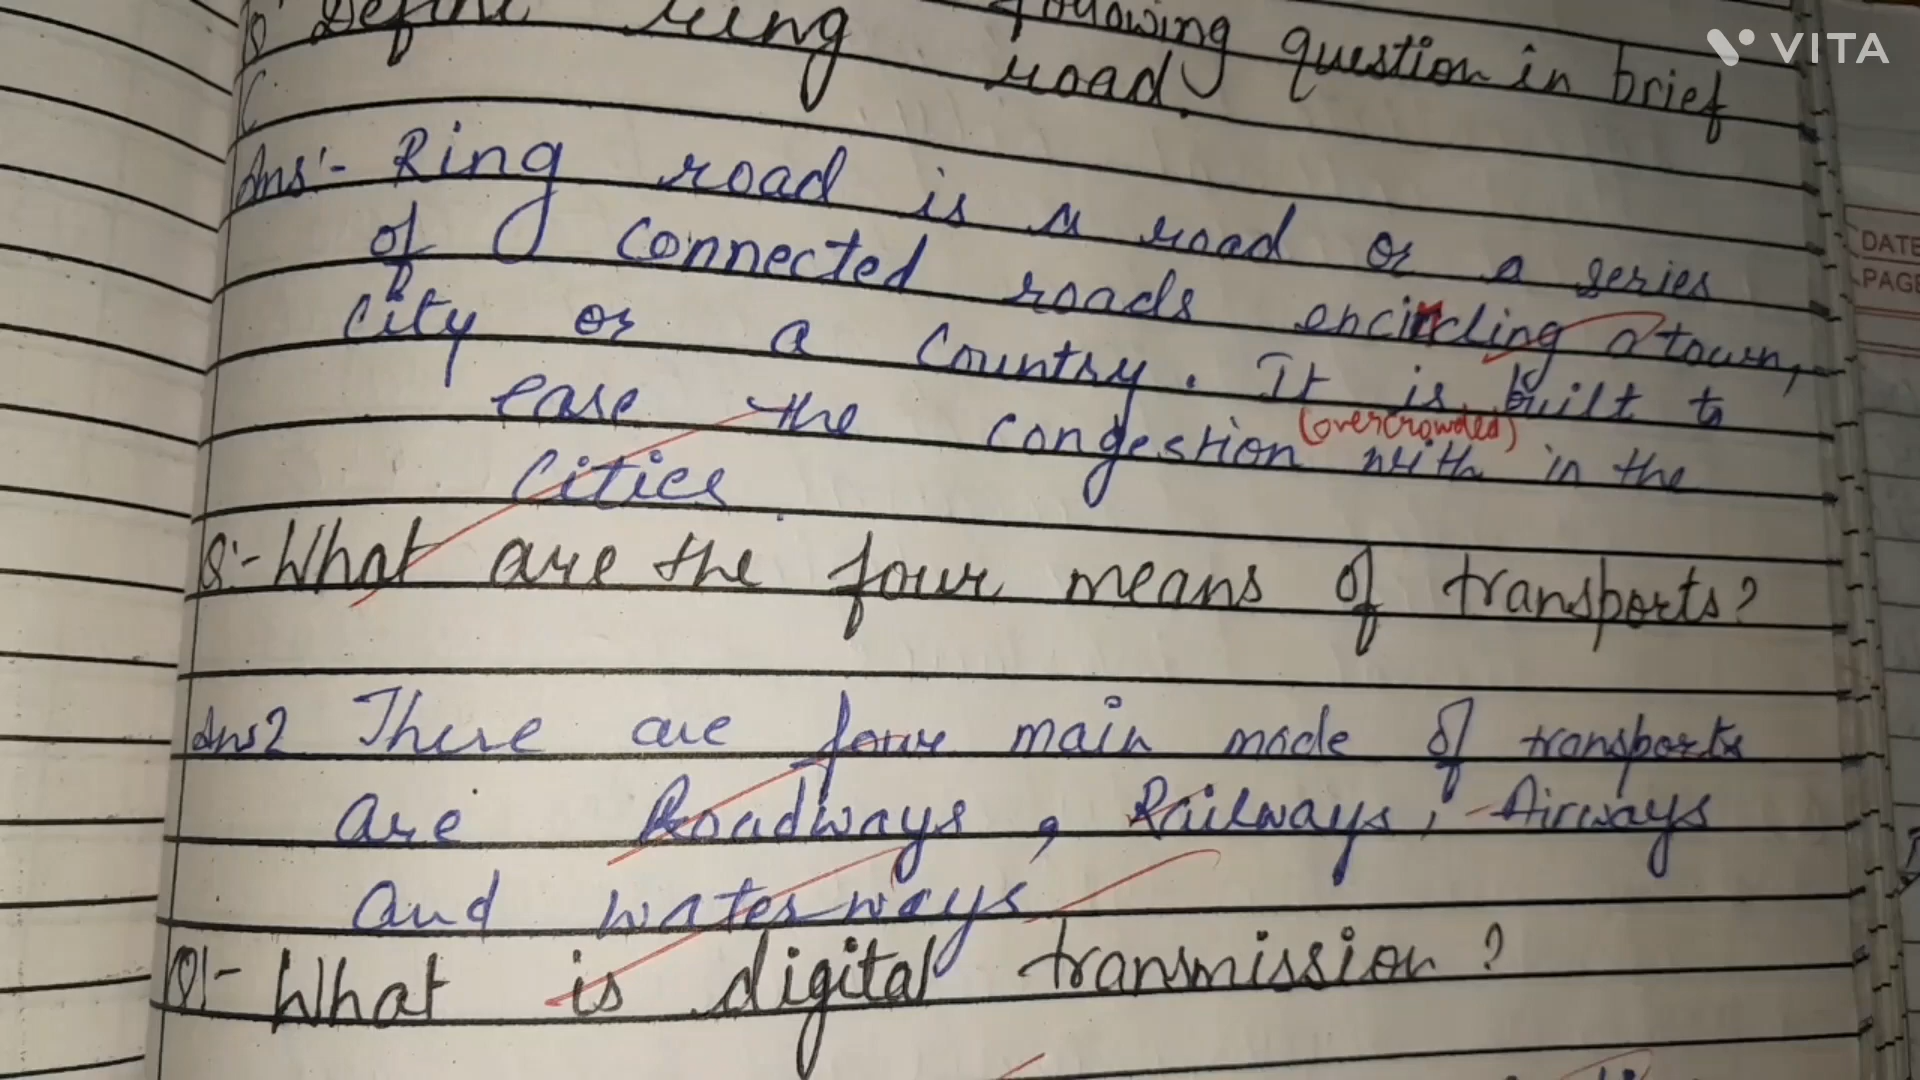 following question in brief
Define ring road.
Ans:- Ring road is a road or a series
of connected roads encircling a town,
city or a country. It is built to
ease the congestion (overcrowded) with in the
cities
Q:- What are the four means of transports?
Ans2 There are four main mode of transports
are Roadways, Railways, Airways
and waterways
Q1- What is digital transmission?
VITA
DATE
PAGE